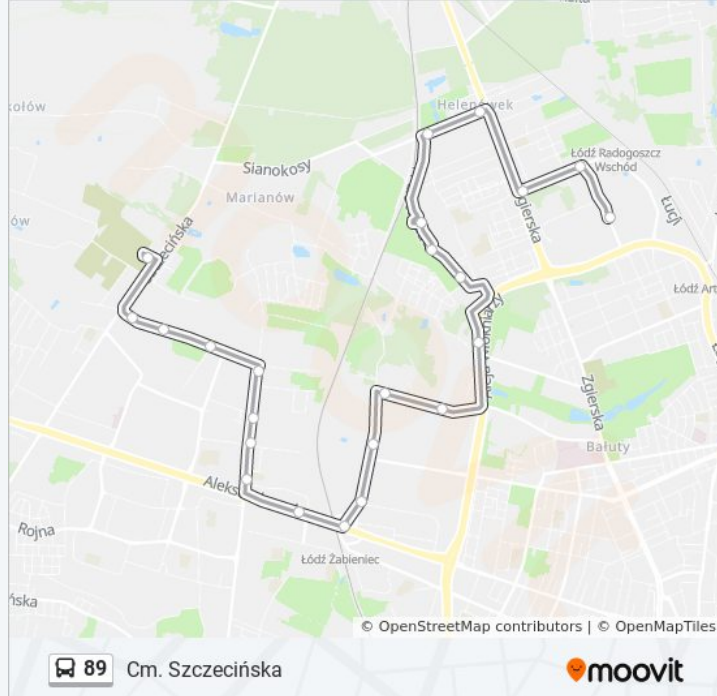 Helenówek
kołów
Łódź Radogoszcz
Wschód
Sianokosy
Marianów
Łucji
ów
Zgierska
Szczecińska
Łódź Art
Zgierska
Bałuty
Aleks
Rojna
Łódź Żabieniec
ńska
© OpenStreetMap contributors | © OpenMapTiles
89 Cm. Szczecińska
moovit